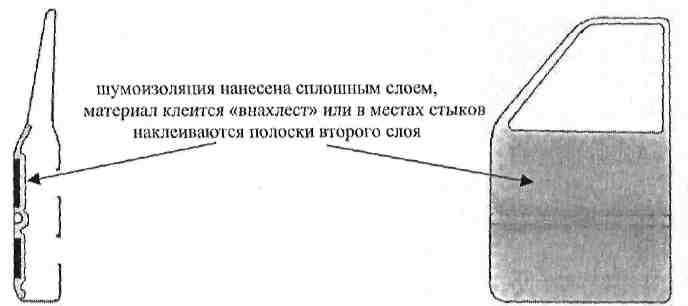 шумоизоляция нанесена сплошным слоем,
материал клеится «внахлест» или в местах стыков
наклеиваются полоски второго слоя